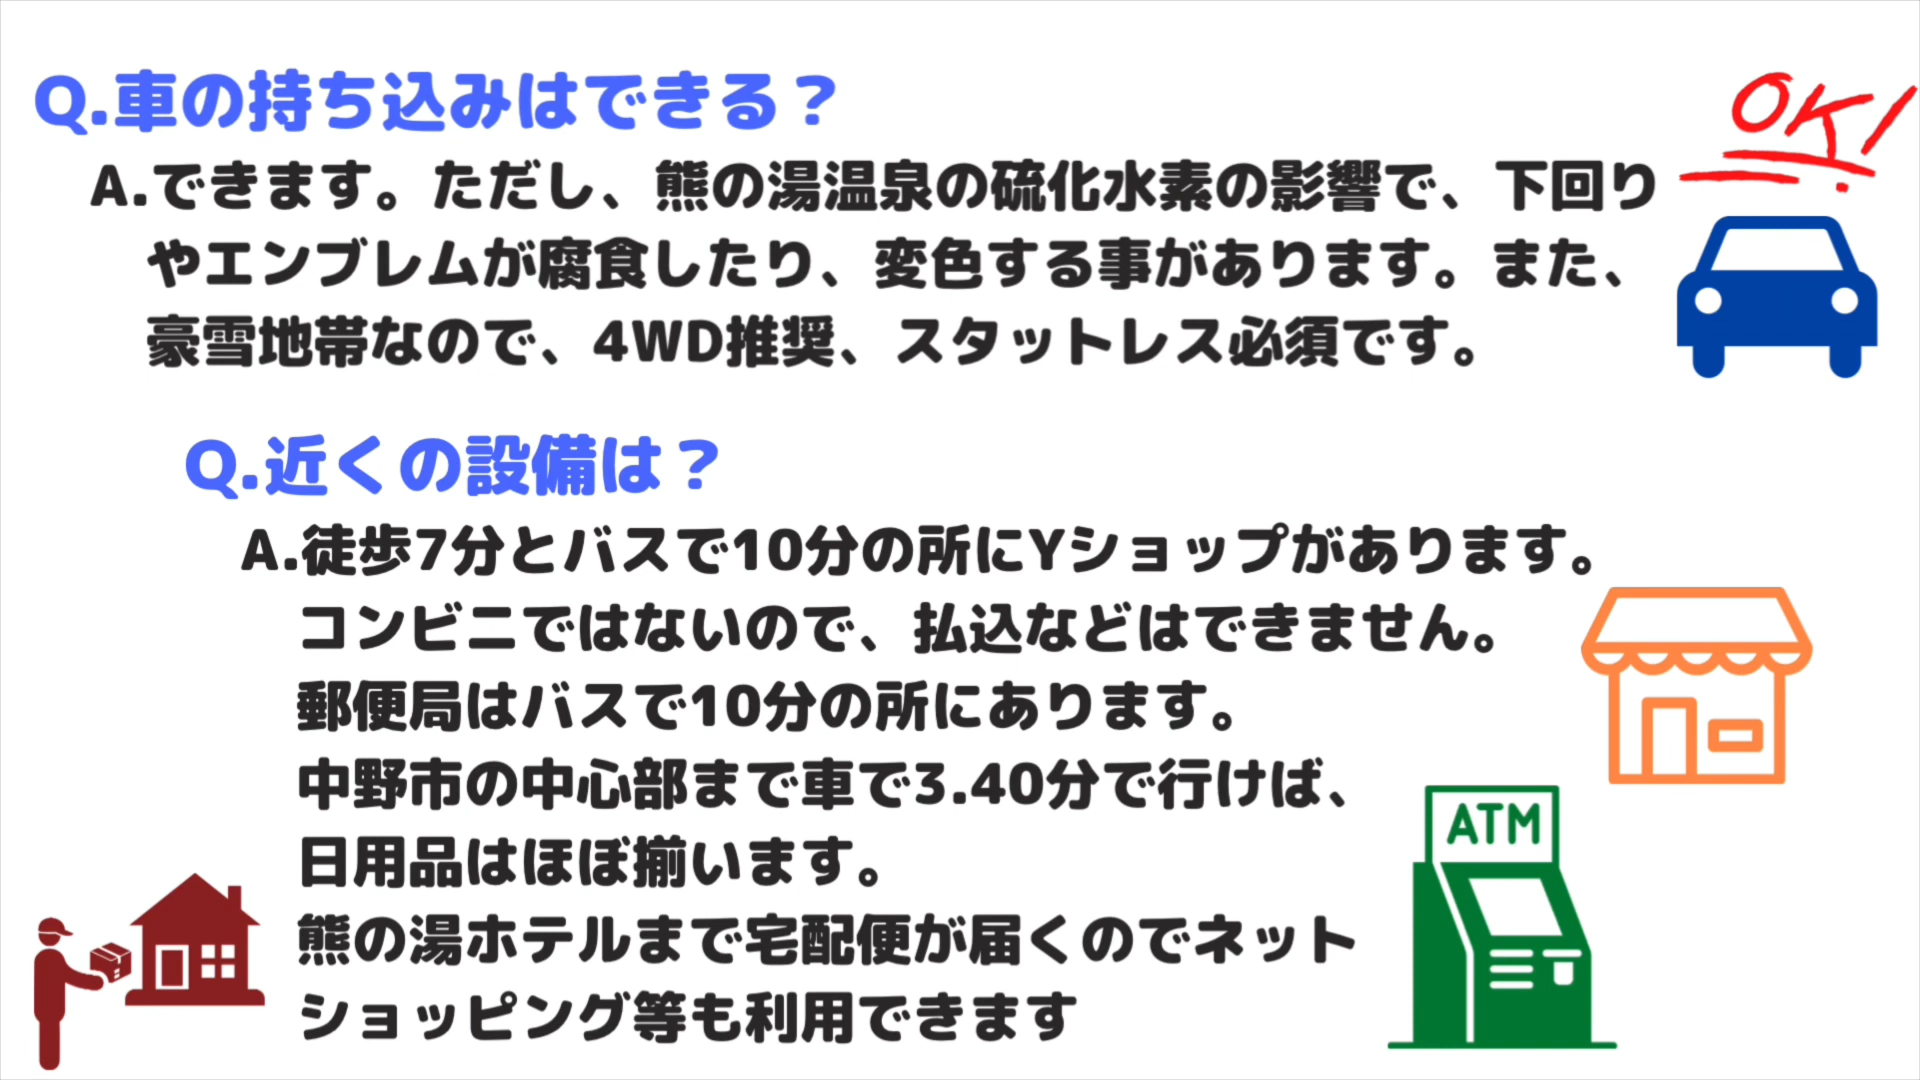 Q.車の持ち込みはできる？
OK!
A.できます。ただし、熊の湯温泉の硫化水素の影響で、下回り
やエンブレムが腐食したり、変色する事があります。また、
豪雪地帯なので、4WD推奨、スタットレス必須です。
Q.近くの設備は？
A.徒歩7分とバスで10分の所にYショップがあります。
コンビニではないので、払込などはできません。
郵便局はバスで10分の所にあります。
中野市の中心部まで車で3.40分で行けば、
日用品はほぼ揃います。
ATM
熊の湯ホテルまで宅配便が届くのでネット
ショッピング等も利用できます